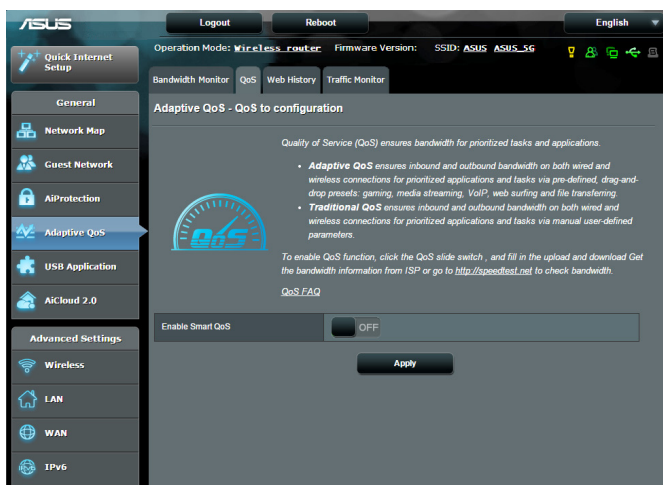 ASUS
Logout
Reboot
English
Quick Internet
Setup
Operation Mode: Wireless router Firmware Version: SSID: ASUS ASUS_5G
Bandwidth Monitor QoS Web History Traffic Monitor
General
Network Map
Guest Network
AiProtection
Adaptive QoS
USB Application
AiCloud 2.0
Advanced Settings
Wireless
LAN
WAN
IPv6
Adaptive QoS - QoS to configuration
Quality of Service (QoS) ensures bandwidth for prioritized tasks and applications.
• Adaptive QoS ensures inbound and outbound bandwidth on both wired and
wireless connections for prioritized applications and tasks via pre-defined, drag-and-
drop presets: gaming, media streaming, VoIP, web surfing and file transferring.
• Traditional QoS ensures inbound and outbound bandwidth on both wired and
wireless connections for prioritized applications and tasks via manual user-defined
parameters.
QoS
To enable QoS function, click the QoS slide switch , and fill in the upload and download Get
the bandwidth information from ISP or go to http://speedtest.net to check bandwidth.
QoS FAQ
Enable Smart QoS
OFF
Apply